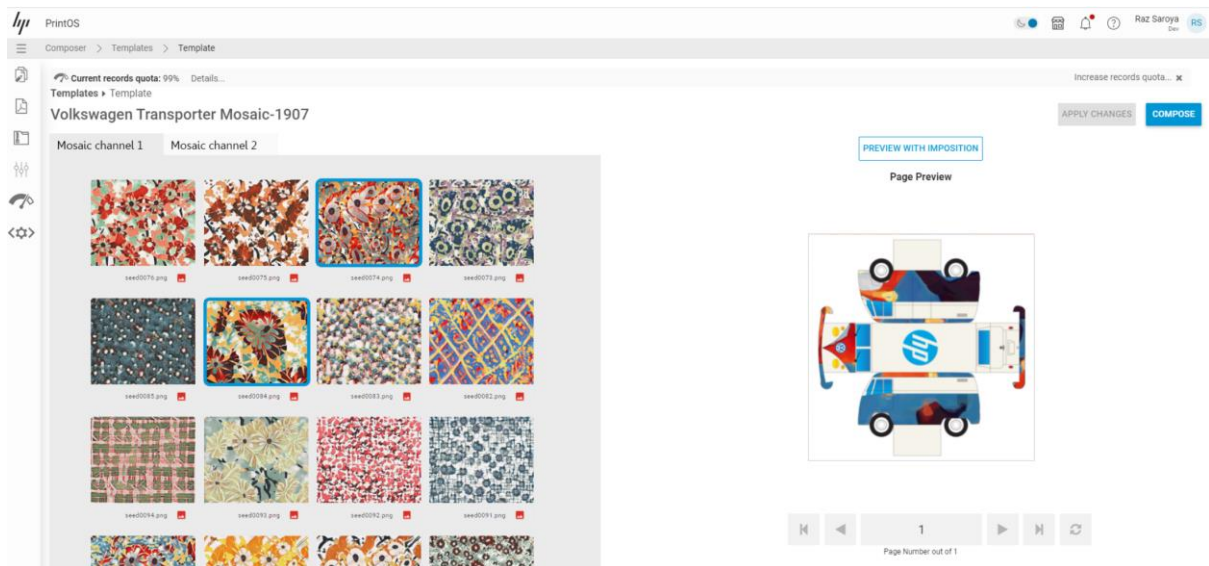 hp PrintOS
Raz Saroya
Dev
RS
Composer > Templates > Template
Current records quota: 99% Details...
Increase records quota... x
Templates ▸ Template
Volkswagen Transporter Mosaic-1907
APPLY CHANGES
COMPOSE
Mosaic channel 1 Mosaic channel 2
PREVIEW WITH IMPOSITION
Page Preview
seed0076.png seed0075.png seed0074.png seed0073.png
hp
seed0085.png seed0084.png seed0083.png seed0082.png
seed0094.png seed0093.png seed0092.png seed0091.png
1
Page Number out of 1